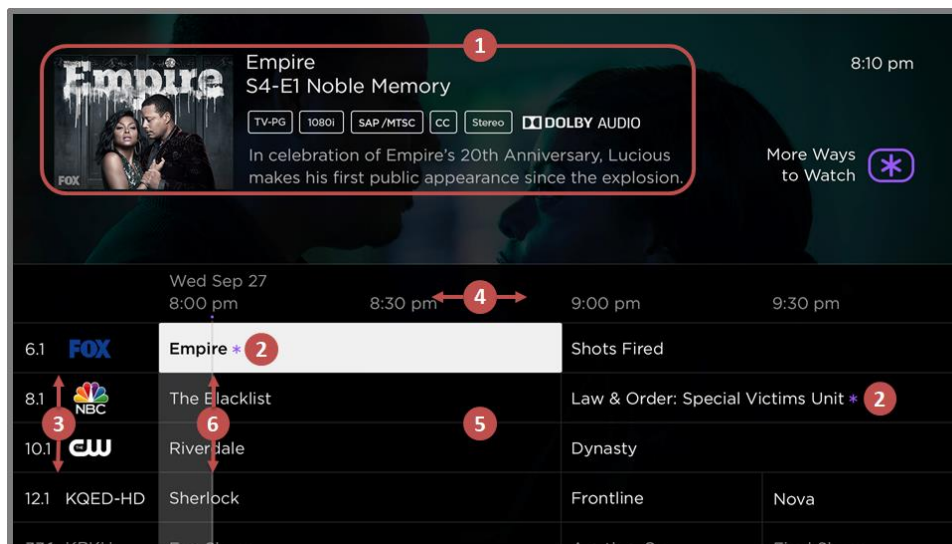 1
Empire
Empire
S4-E1 Noble Memory
8:10 pm
TV-PG 1080i SAP/MTSC CC Stereo DOLBY AUDIO
In celebration of Empire's 20th Anniversary, Lucious
makes his first public appearance since the explosion.
FOX
More Ways
to Watch *
Wed Sep 27
8:00 pm 8:30 pm 4 9:00 pm 9:30 pm
6.1 FOX Empire * 2 Shots Fired
8.1 NBC The Blacklist Law & Order: Special Victims Unit * 2
3 6 5
10.1 THE CW Riverdale Dynasty
12.1 KQED-HD Sherlock Frontline Nova